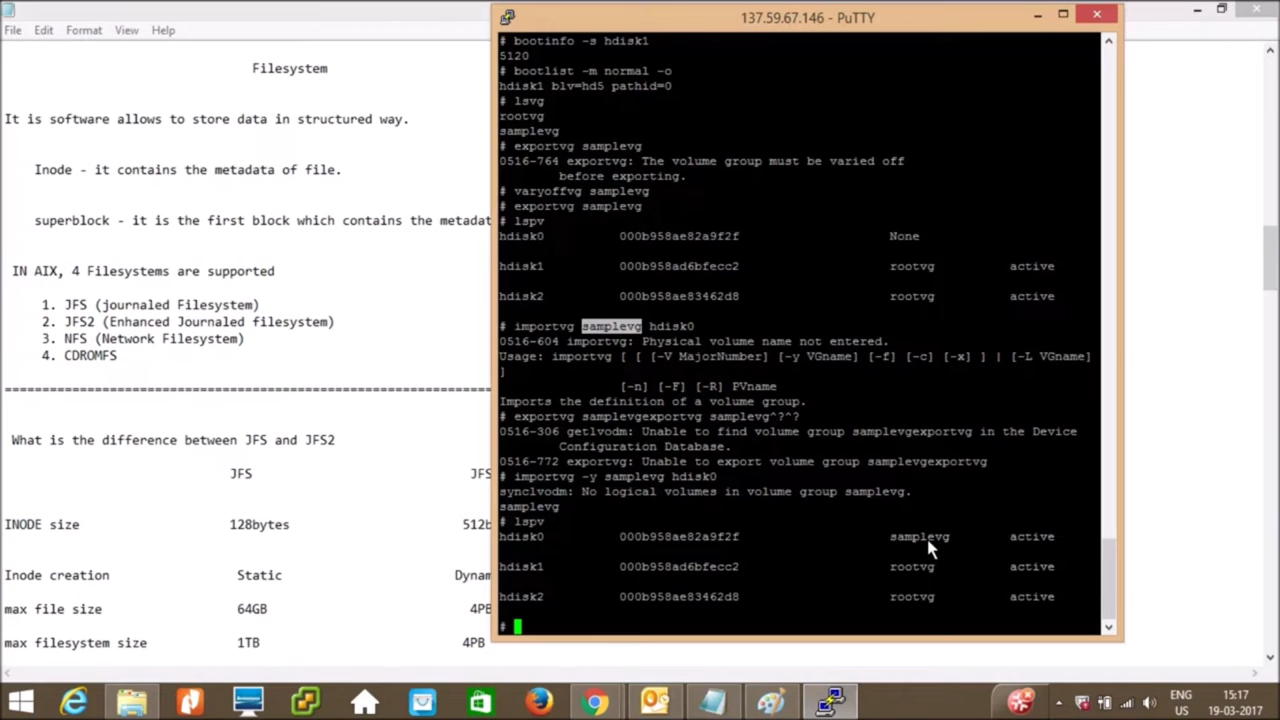 File Edit Format View Help
Filesystem
It is software allows to store data in structured way.
Inode - it contains the metadata of file.
superblock - it is the first block which contains the metadat
IN AIX, 4 Filesystems are supported
1. JFS (journaled Filesystem)
2. JFS2 (Enhanced Journaled filesystem)
3. NFS (Network Filesystem)
4. CDROMFS
================================================================
What is the difference between JFS and JFS2
JFS JFS
INODE size 128bytes 512b
Inode creation Static Dynam
max file size 64GB 4PB
max filesystem size 1TB 4PB
137.59.67.146 - PuTTY
# bootinfo -s hdisk1
5120
# bootlist -m normal -o
hdisk1 blv=hd5 pathid=0
# lsvg
rootvg
samplevg
# exportvg samplevg
0516-764 exportvg: The volume group must be varied off
before exporting.
# varyoffvg samplevg
# exportvg samplevg
# lspv
hdisk0 000b958ae82a9f2f None
hdisk1 000b958ad6bfecc2 rootvg active
hdisk2 000b958ae83462d8 rootvg active
# importvg samplevg hdisk0
0516-604 importvg: Physical volume name not entered.
Usage: importvg [ [ [-V MajorNumber] [-y VGname] [-f] [-c] [-x] ] | [-L VGname]
]
[-n] [-F] [-R] PVname
Imports the definition of a volume group.
# exportvg samplevgexportvg samplevg^?^?
0516-306 getlvodm: Unable to find volume group samplevgexportvg in the Device
Configuration Database.
0516-772 exportvg: Unable to export volume group samplevgexportvg
# importvg -y samplevg hdisk0
synclvodm: No logical volumes in volume group samplevg.
samplevg
# lspv
hdisk0 000b958ae82a9f2f samplevg active
hdisk1 000b958ad6bfecc2 rootvg active
hdisk2 000b958ae83462d8 rootvg active
#
ENG 15:17
US 19-03-2017